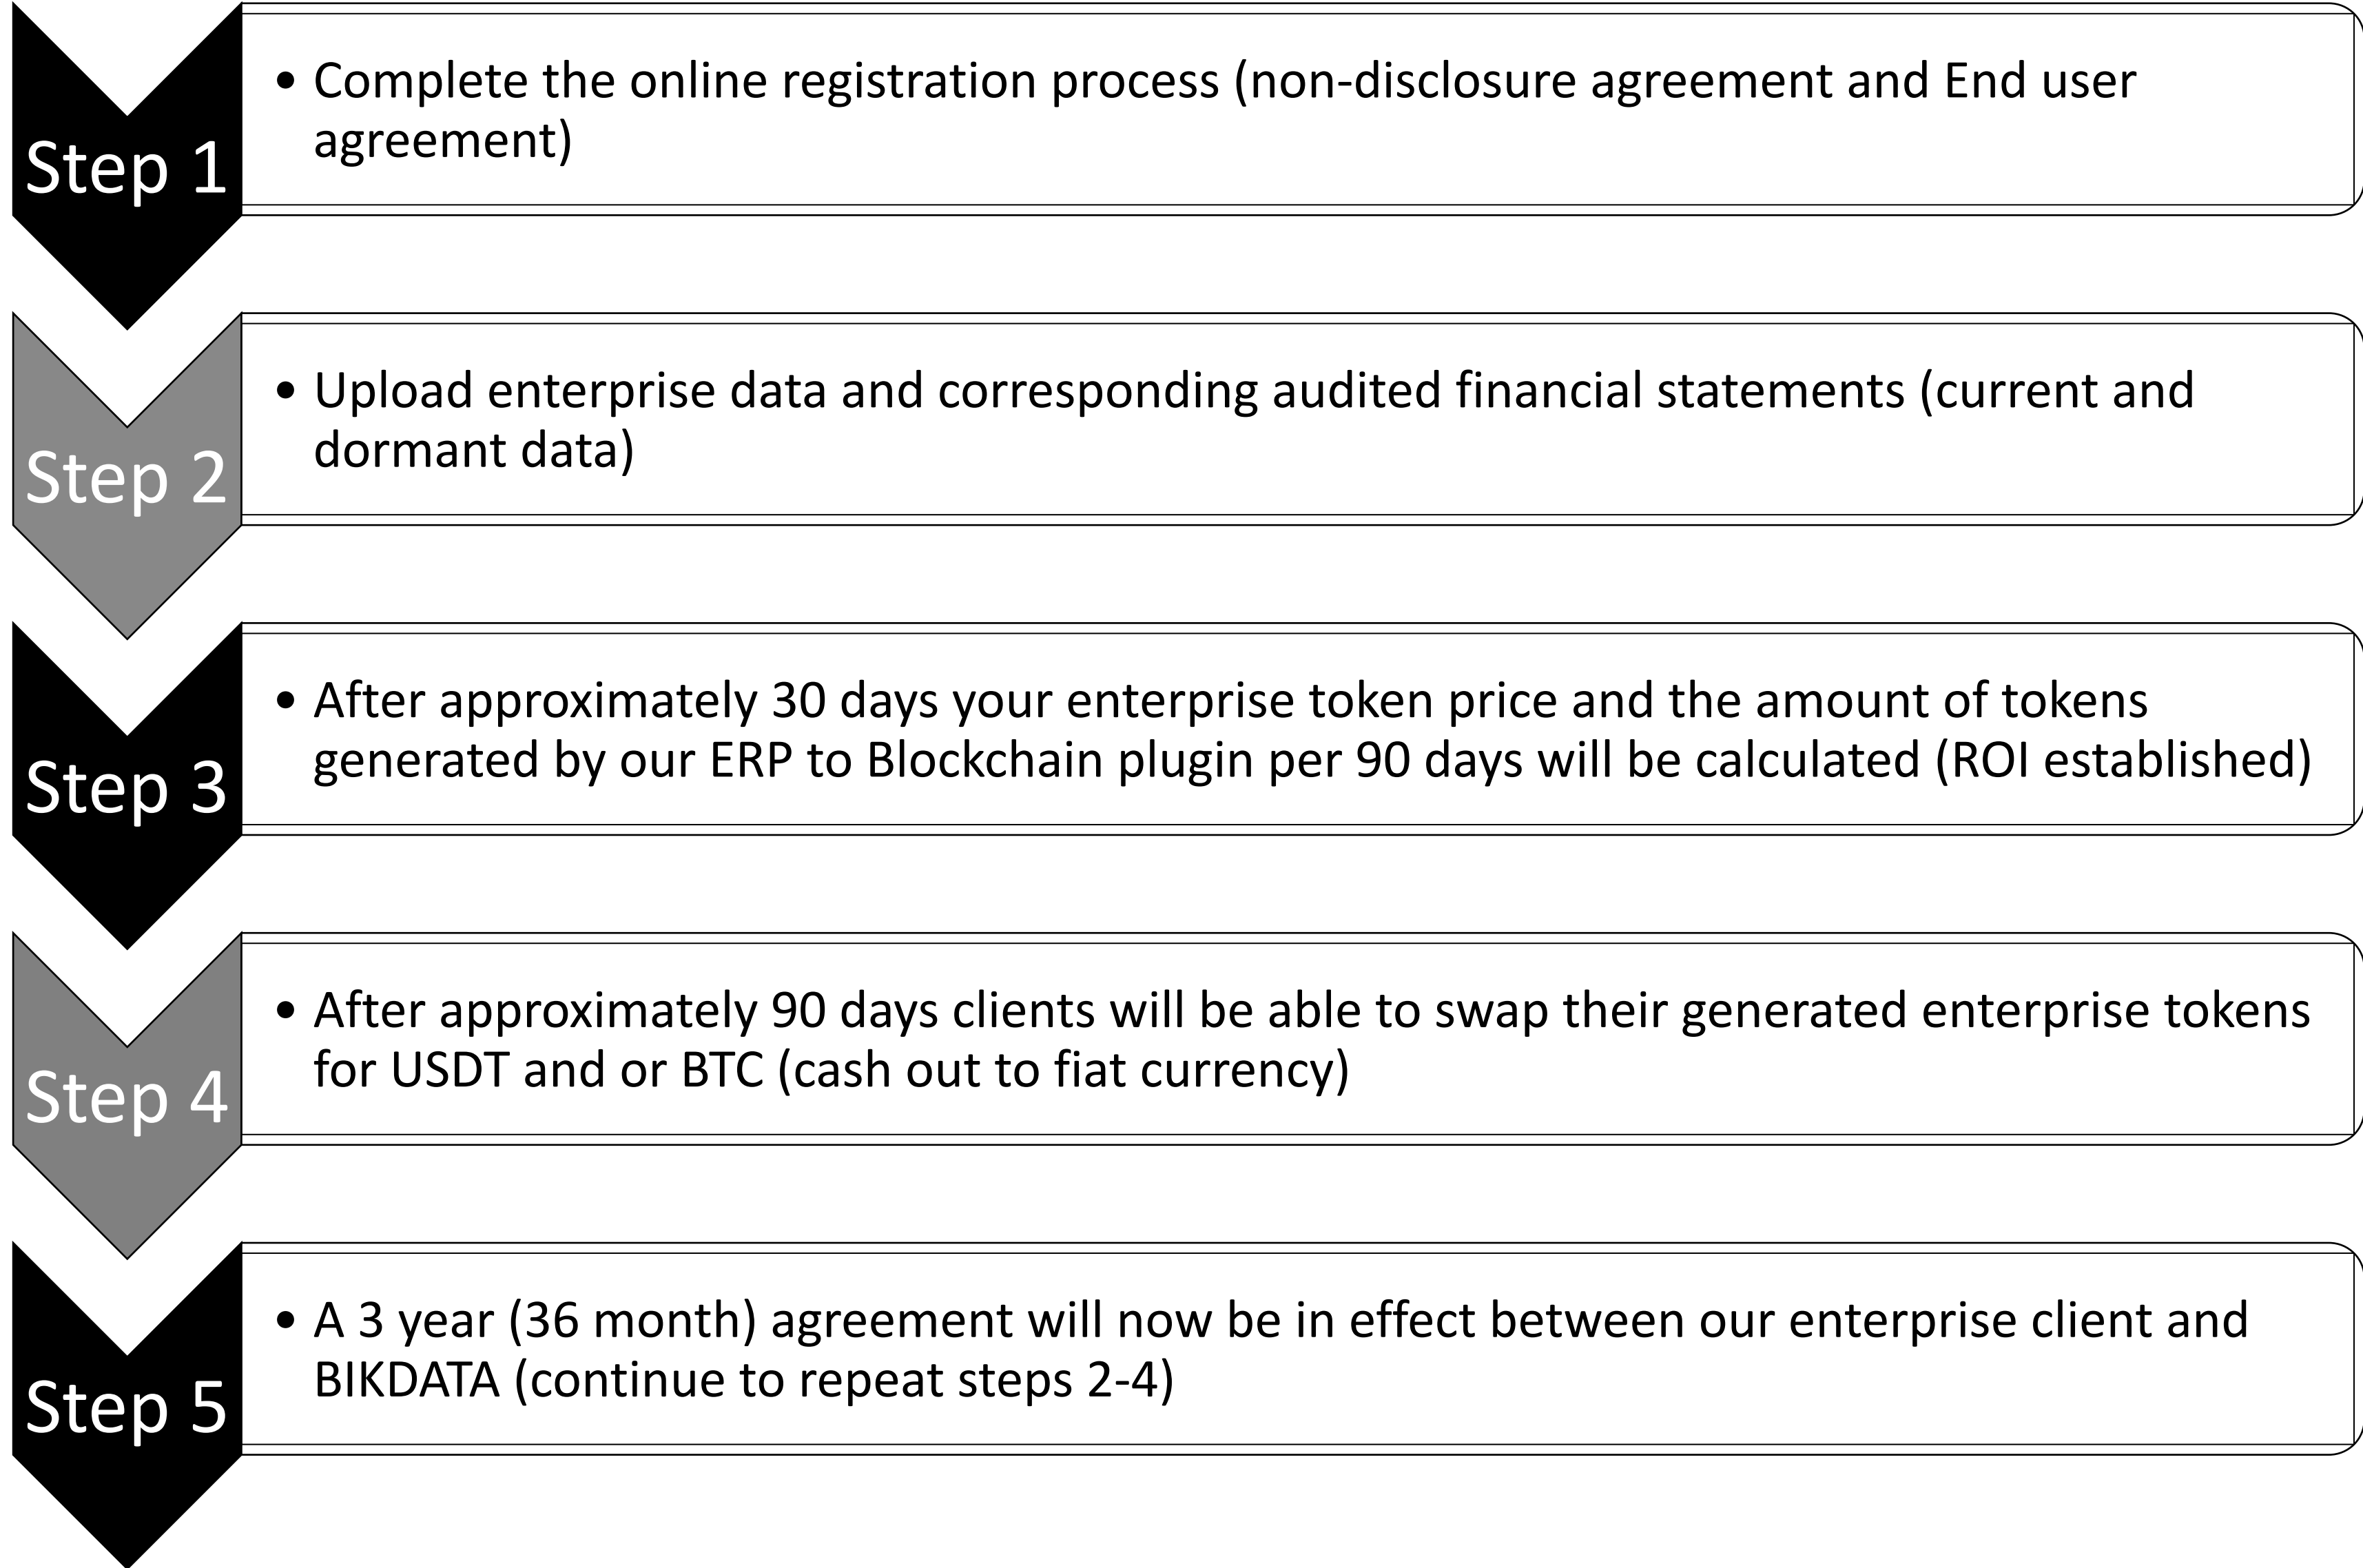 Step 1
• Complete the online registration process (non-disclosure agreement and End user
agreement)
Step 2
• Upload enterprise data and corresponding audited financial statements (current and
dormant data)
Step 3
• After approximately 30 days your enterprise token price and the amount of tokens
generated by our ERP to Blockchain plugin per 90 days will be calculated (ROI established)
Step 4
• After approximately 90 days clients will be able to swap their generated enterprise tokens
for USDT and or BTC (cash out to fiat currency)
Step 5
• A 3 year (36 month) agreement will now be in effect between our enterprise client and
BIKDATA (continue to repeat steps 2-4)